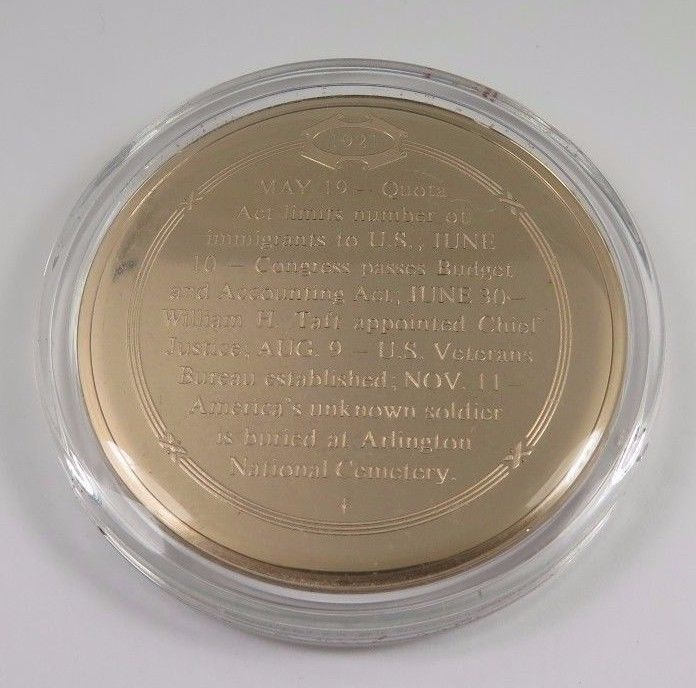 1921
MAY 19 – Quota
Act limits number of
immigrants to U.S., JUNE
10 – Congress passes Budget
and Accounting Act; JUNE 30–
William H. Taft appointed Chief
Justice; AUG. 9 – U.S. Veterans
Bureau established; NOV. 11–
America's unknown soldier
is buried at Arlington
National Cemetery.